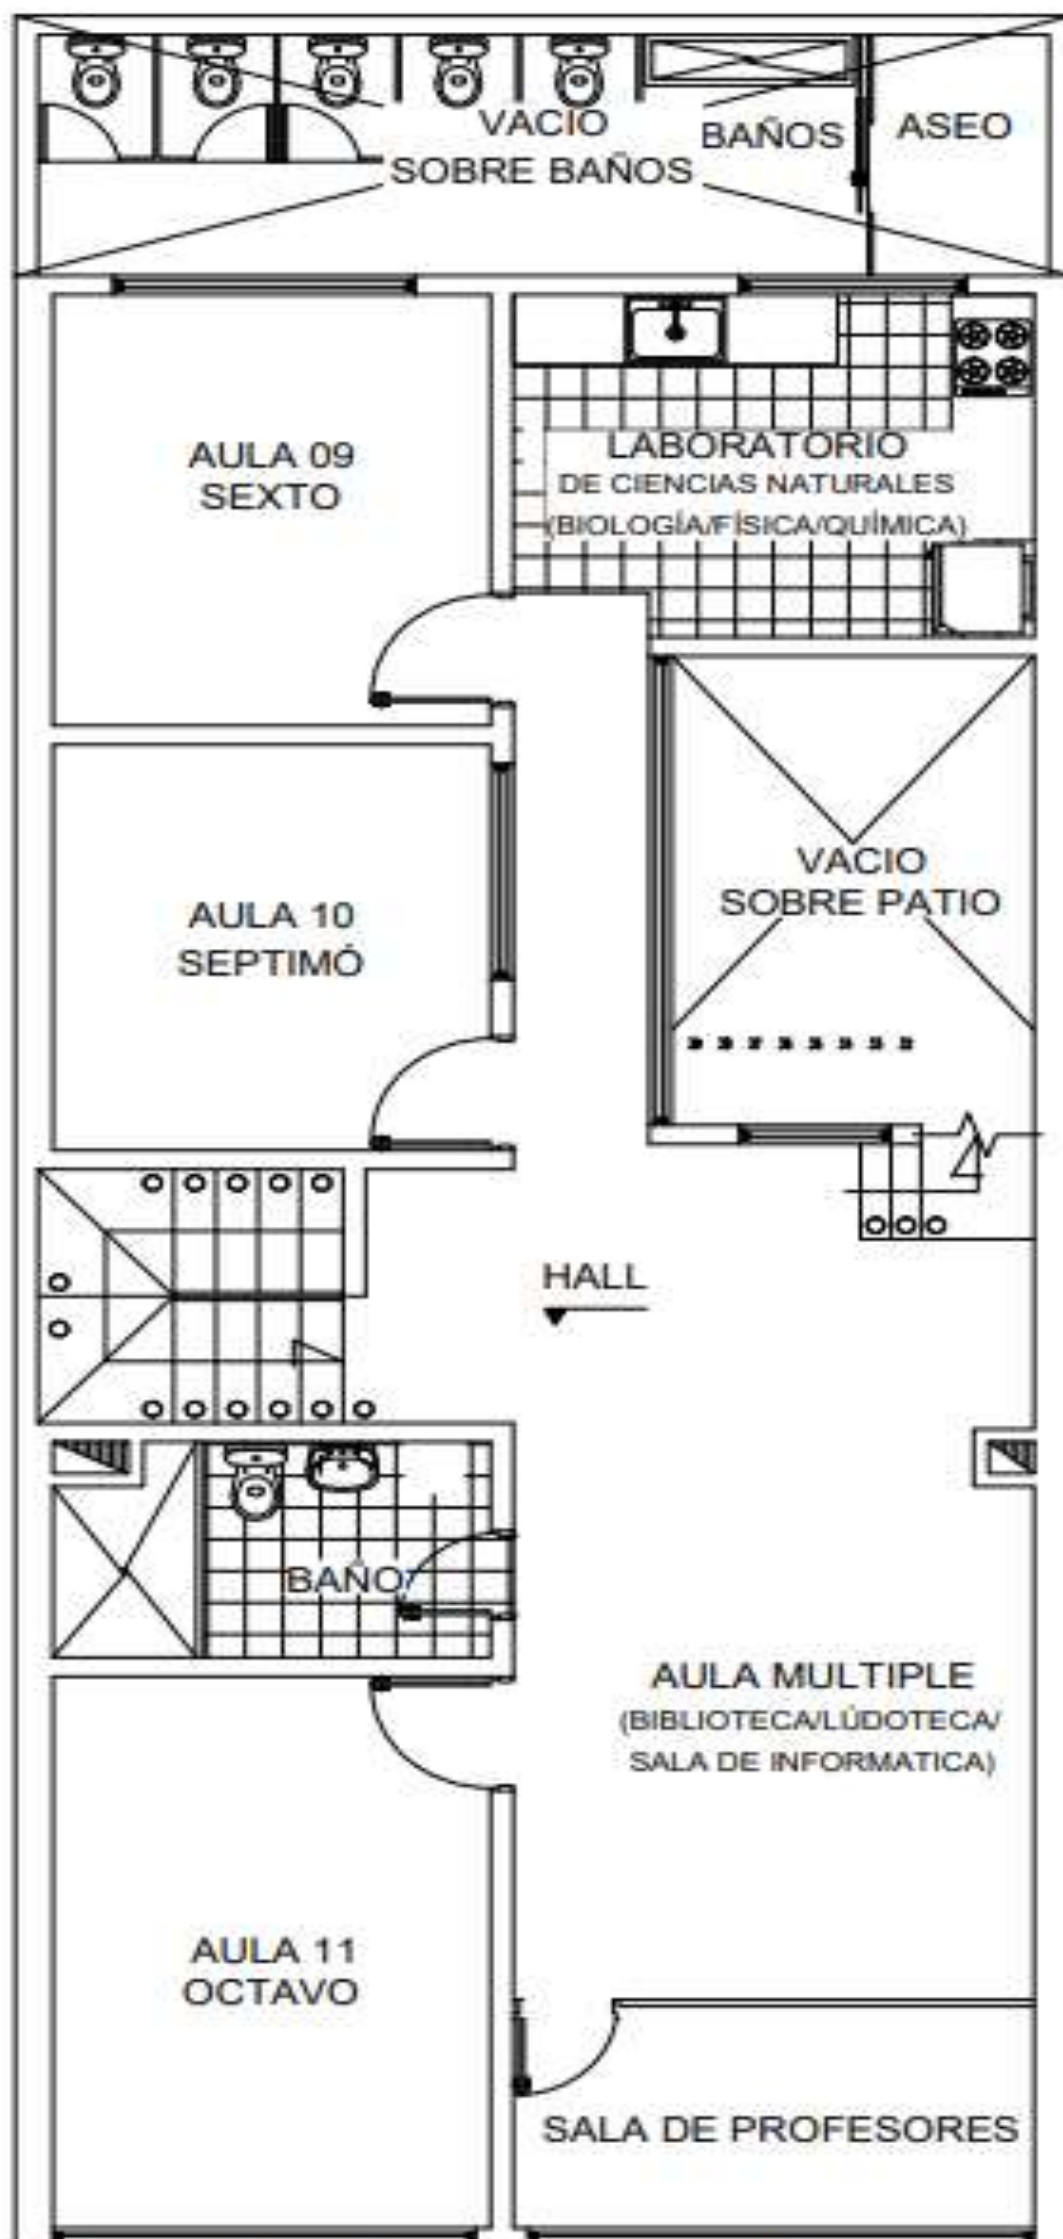 VACIO
SOBRE BAÑOS
BAÑOS
ASEO
AULA 09
SEXTO
LABORATORIO
DE CIENCIAS NATURALES
(BIOLOGÍA/FÍSICA/QUÍMICA)
AULA 10
SEPTIMÓ
VACIO
SOBRE PATIO
HALL
BAÑO
AULA MULTIPLE
(BIBLIOTECA/LÚDOTECA/
SALA DE INFORMATICA)
AULA 11
OCTAVO
SALA DE PROFESORES